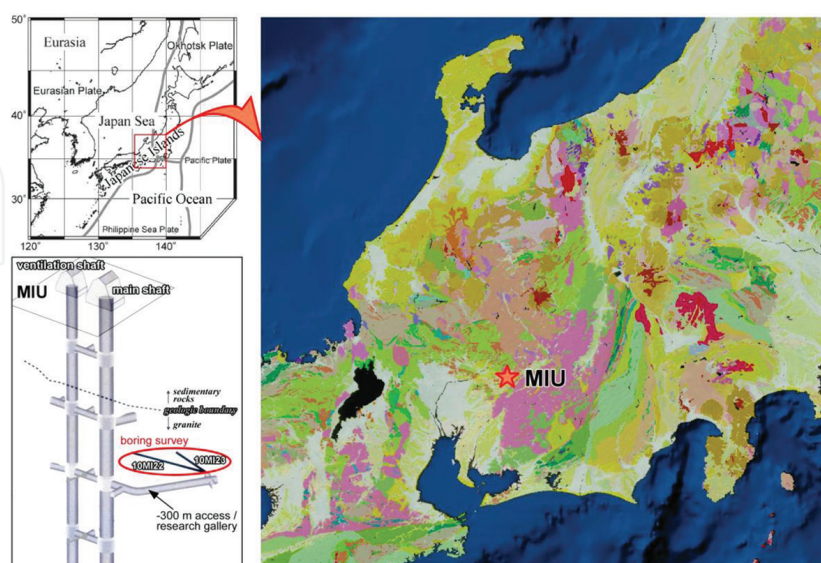 50°
Eurasia
Okhotsk Plate
Eurasian Plate
40°
Japan Sea
Japanese Islands
Pacific Plate
30°
Pacific Ocean
Philippine Sea Plate
120°
130°
140°
ventilation shaft
MIU
main shaft
sedimentary
rocks
geologic boundary
granite
boring survey
10MI22
10MI23
-300 m access /
research gallery
MIU